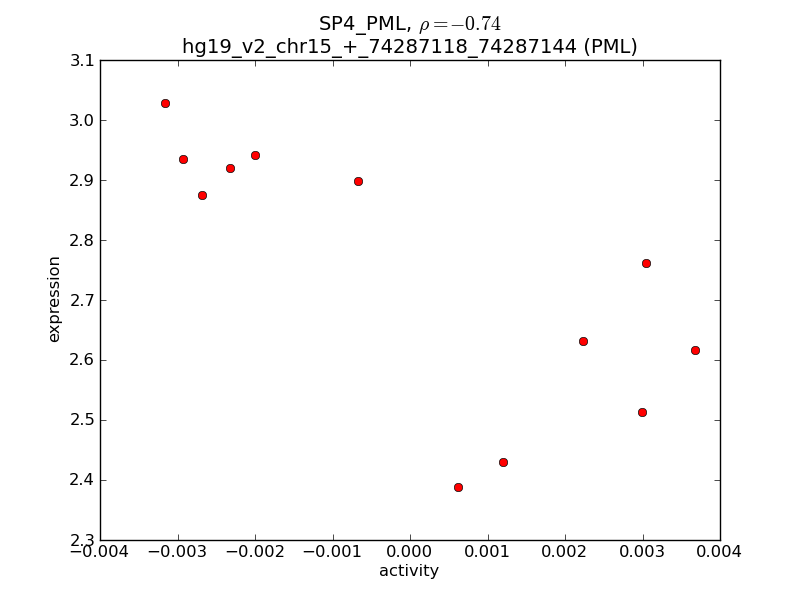 SP4_PML, ρ = −0.74
hg19_v2_chr15_+_74287118_74287144 (PML)
3.1
3.0
2.9
2.8
2.7
2.6
2.5
2.4
2.3
expression
−0.004 −0.003 −0.002 −0.001 0.000 0.001 0.002 0.003 0.004
activity